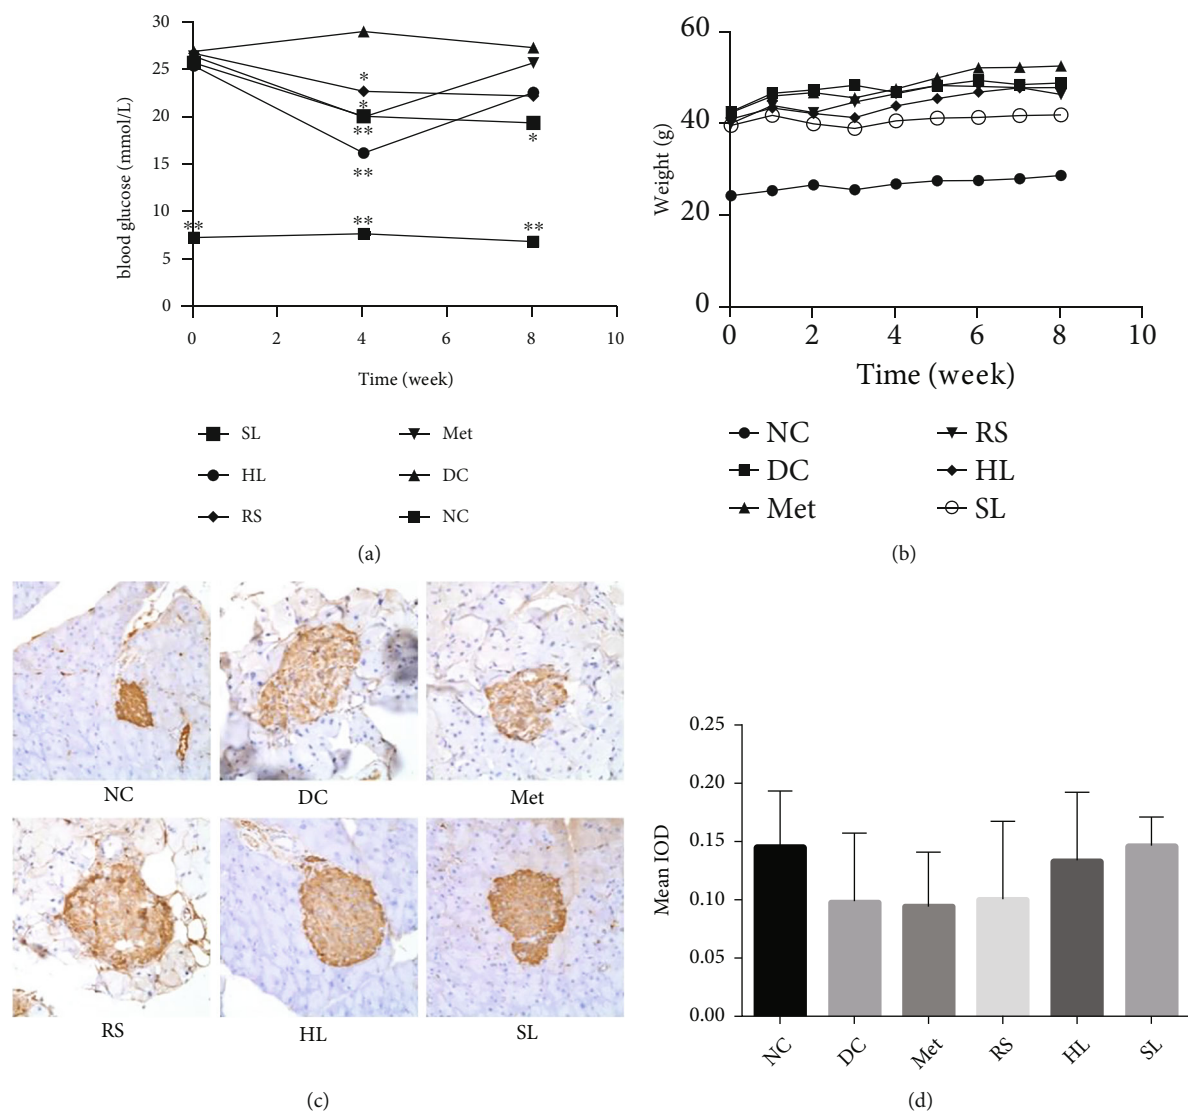 30
25
20
15
10
5
0
blood glucose (mmol/L)
**
*
*
**
**
**
*
**
0 2 4 6 8 10
Time (week)
SL Met
HL DC
RS NC
(a)
60
40
20
0
Weight (g)
0 2 4 6 8 10
Time (week)
NC RS
DC HL
Met SL
(b)
NC DC Met
RS HL SL
(c)
0.25
0.20
0.15
0.10
0.05
0.00
Mean IOD
NC DC Met RS HL SL
(d)